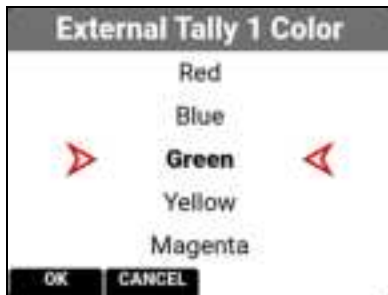 External Tally 1 Color
Red
Blue
Green
Yellow
Magenta
OK CANCEL